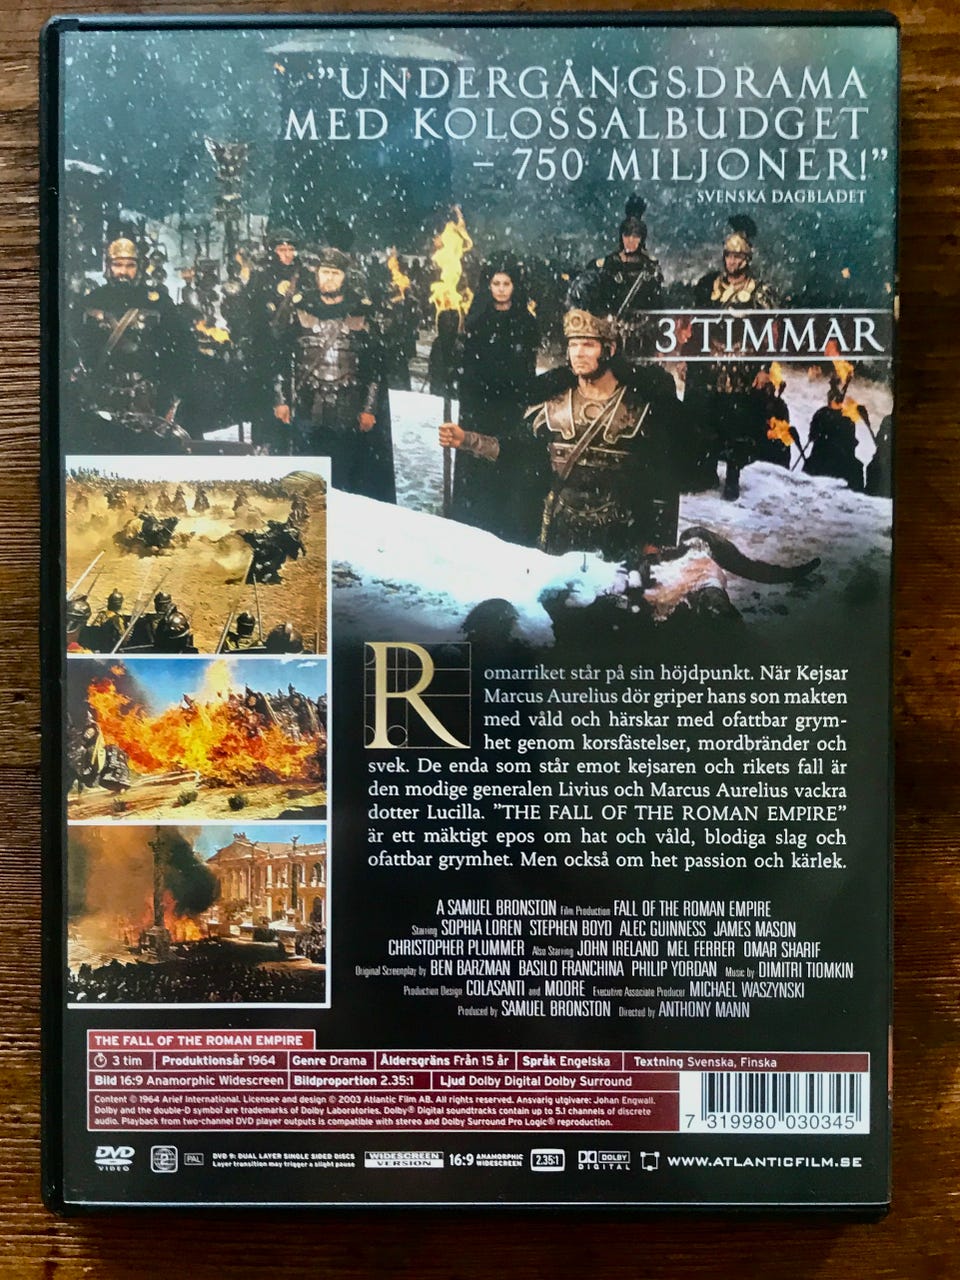 ”UNDERGÅNGSDRAMA
MED KOLOSSALBUDGET
– 750 MILJONER!”
SVENSKA DAGBLADET
3 TIMMAR
Romarriket står på sin höjdpunkt. När Kejsar
Marcus Aurelius dör griper hans son makten
med våld och härskar med ofattbar grym-
het genom korsfästelser, mordbränder och
svek. De enda som står emot kejsaren och rikets fall är
den modige generalen Livius och Marcus Aurelius vackra
dotter Lucilla. ”THE FALL OF THE ROMAN EMPIRE”
är ett mäktigt epos om hat och våld, blodiga slag och
ofattbar grymhet. Men också om het passion och kärlek.
A SAMUEL BRONSTON Film Production FALL OF THE ROMAN EMPIRE
Starring SOPHIA LOREN STEPHEN BOYD ALEC GUINNESS JAMES MASON
CHRISTOPHER PLUMMER Also Starring JOHN IRELAND MEL FERRER OMAR SHARIF
Original Screenplay by BEN BARZMAN BASILO FRANCHINA PHILIP YORDAN Music by DIMITRI TIOMKIN
Production Design COLASANTI and MOORE Executive Associate Producer MICHAEL WASZYNSKI
Produced by SAMUEL BRONSTON Directed by ANTHONY MANN
THE FALL OF THE ROMAN EMPIRE
3 tim Produktionsår 1964 Genre Drama Åldersgräns Från 15 år Språk Engelska Textning Svenska, Finska
Bild 16:9 Anamorphic Widescreen Bildproportion 2.35:1 Ljud Dolby Digital Dolby Surround
Content © 1964 Arief International. Licensee and design © 2003 Atlantic Film AB. All rights reserved. Ansvarig utgivare: Johan Engwall.
Dolby and the double-D symbol are trademarks of Dolby Laboratories. Dolby® Digital soundtracks contain up to 5.1 channels of discrete
audio. Playback from two-channel DVD player outputs is compatible with stereo and Dolby Surround Pro Logic® reproduction.
7 319980 030345
DVD VIDEO 2 PAL DVD 9: DUAL LAYER SINGLE SIDED DISCS
Layer transition may trigger a slight pause
WIDESCREEN VERSION 16:9 ANAMORPHIC WIDESCREEN 2.35:1 DOLBY DIGITAL WWW.ATLANTICFILM.SE